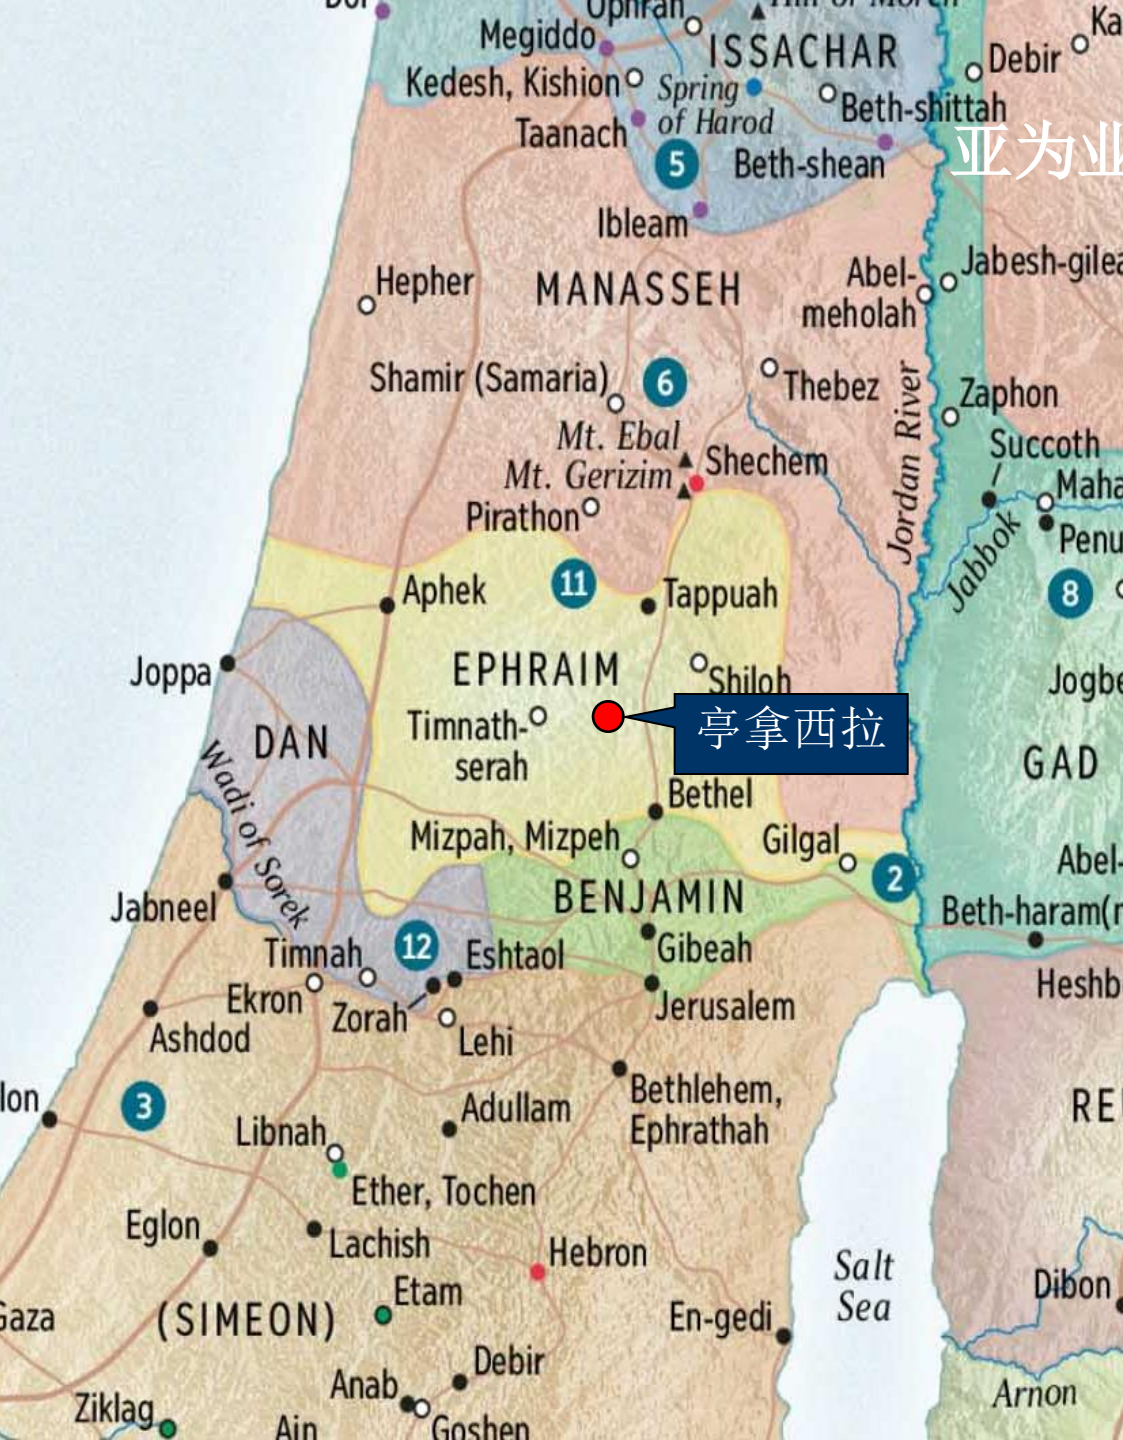 Megiddo
ISSACHAR
Debir
Kedesh, Kishion
Spring
of Harod
Beth-shittah
Taanach
亚为业
5
Beth-shean
Ibleam
Hepher
MANASSEH
Abel-
meholah
Shamir (Samaria)
6
Thebez
Zaphon
Jordan River
Mt. Ebal
Mt. Gerizim
Shechem
Succoth
Pirathon
Jabbok
Aphek
11
Tappuah
8
Joppa
EPHRAIM
Shiloh
Timnath-
serah
亭拿西拉
DAN
GAD
Wadi of Sorek
Bethel
Mizpah, Mizpeh
Gilgal
2
Jabneel
BENJAMIN
Timnah
12
Eshtaol
Gibeah
Ekron
Zorah
Jerusalem
Ashdod
Lehi
3
Adullam
Bethlehem,
Ephrathah
Libnah
Ether, Tochen
Eglon
Lachish
Hebron
Salt
Sea
(SIMEON)
Etam
En-gedi
Dibon
Debir
Anab
Arnon
Ziklag
Ain
Goshen